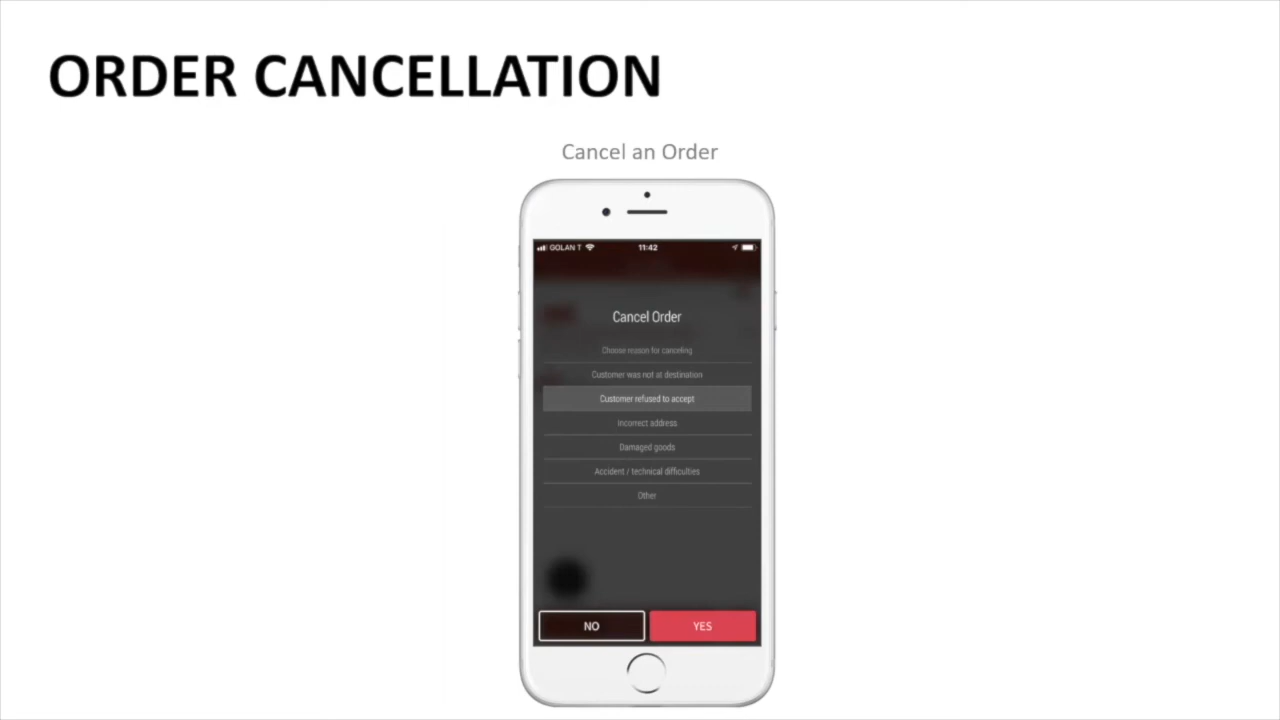 ORDER CANCELLATION
Cancel an Order
GOLAN T 11:42
Cancel Order
Choose reason for canceling
Customer was not at destination
Customer refused to accept
Incorrect address
Damaged goods
Accident / technical difficulties
Other
NO YES